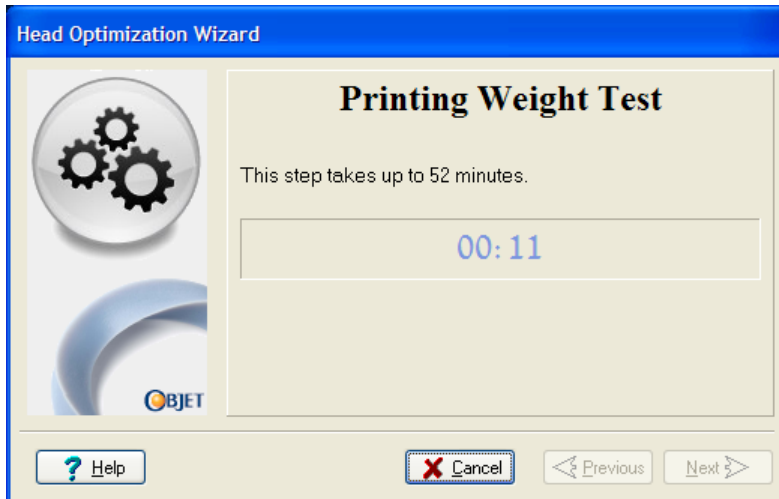 Head Optimization Wizard
Printing Weight Test
This step takes up to 52 minutes.
00:11
OBJET
Help
Cancel
Previous
Next